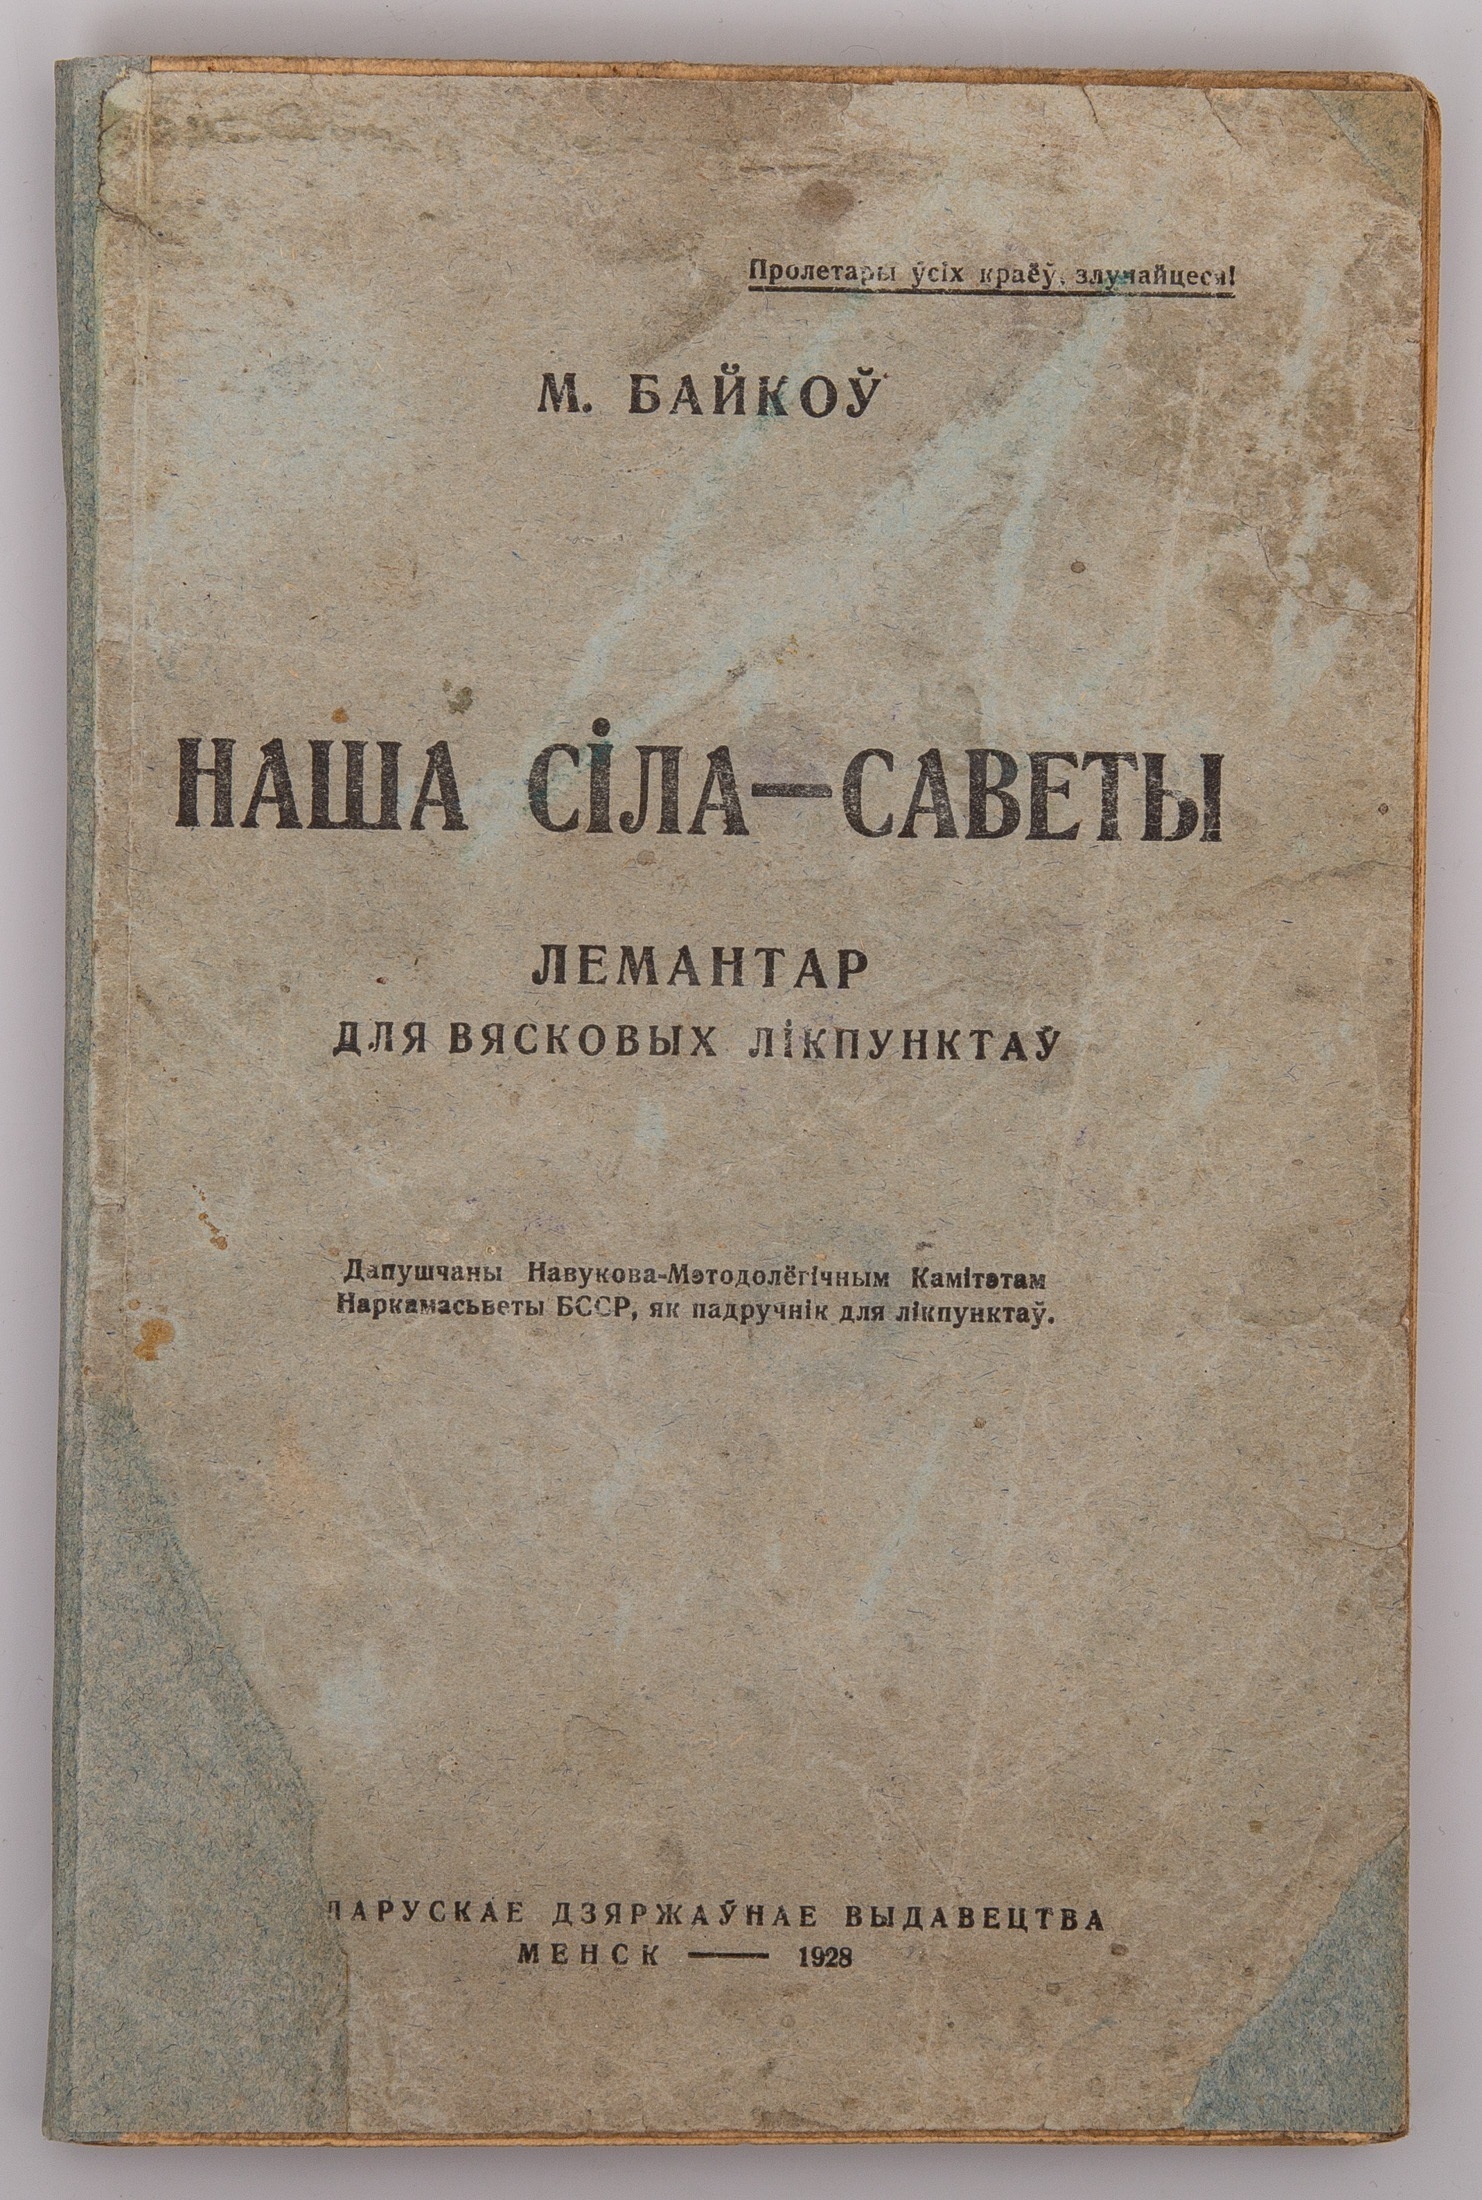 Пролетары ўсіх краёў, злучайцеся!
М. БАЙКОЎ
НАША СІЛА—САВЕТЫ
ЛЕМАНТАР
ДЛЯ ВЯСКОВЫХ ЛІКПУНКТАЎ
Дапушчаны Навукова-Мэтодолёгічным Камітэтам
Наркамасьветы БССР, як падручнік для лікпунктаў.
ДЗЯРЖАЎНАЕ ВЫДАВЕЦТВА
МЕНСК — 1928